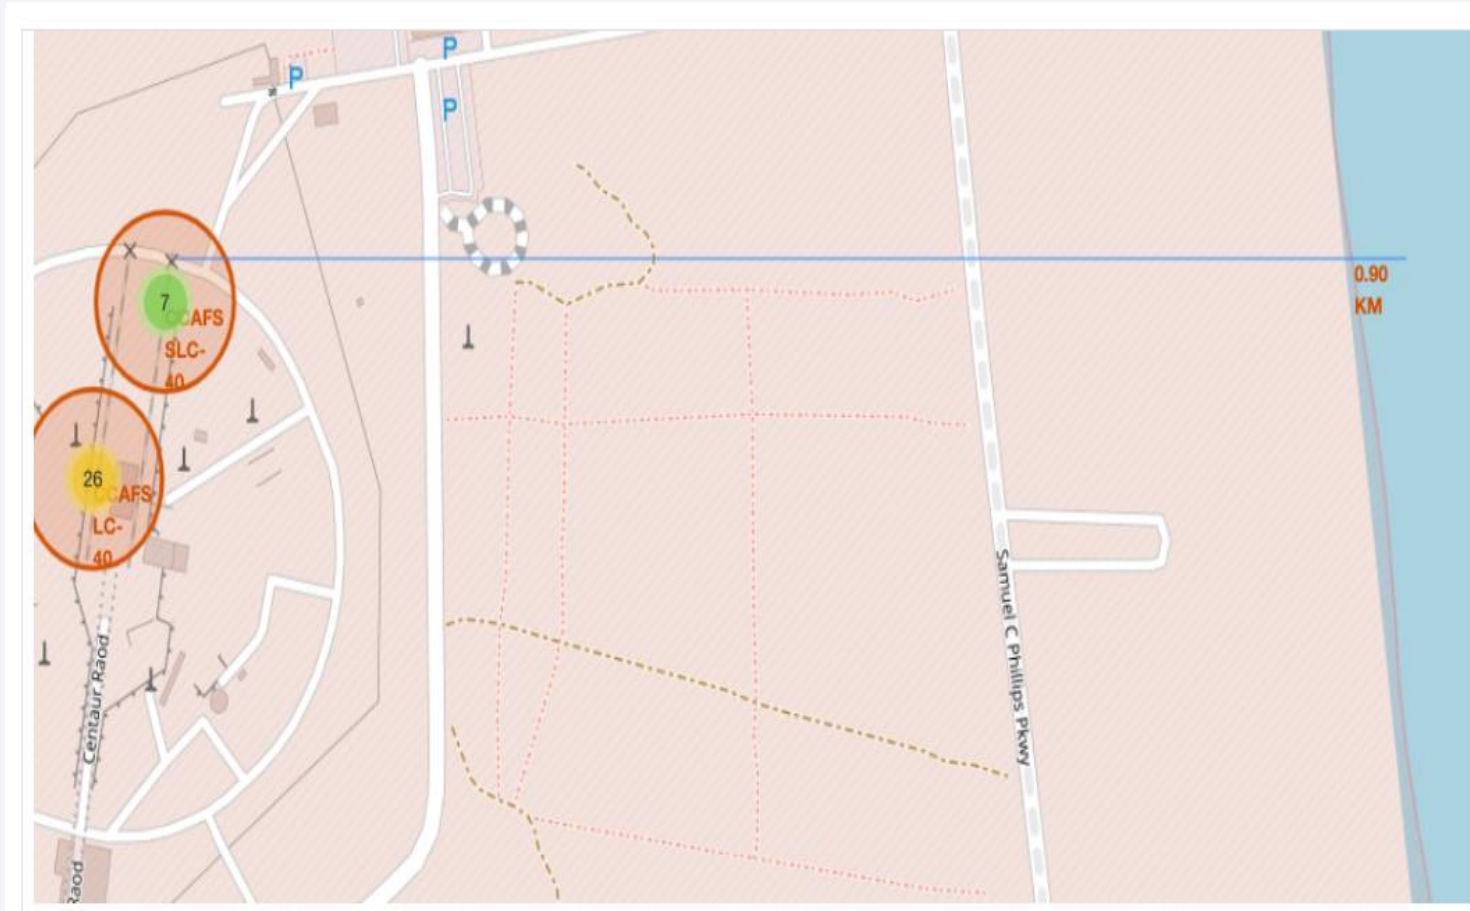 P
P
P
7
CCAFS
SLC-
40
0.90
KM
26
CCAFS
LC-
40
Samuel C Phillips Pkwy
Centaur Raod
Raod